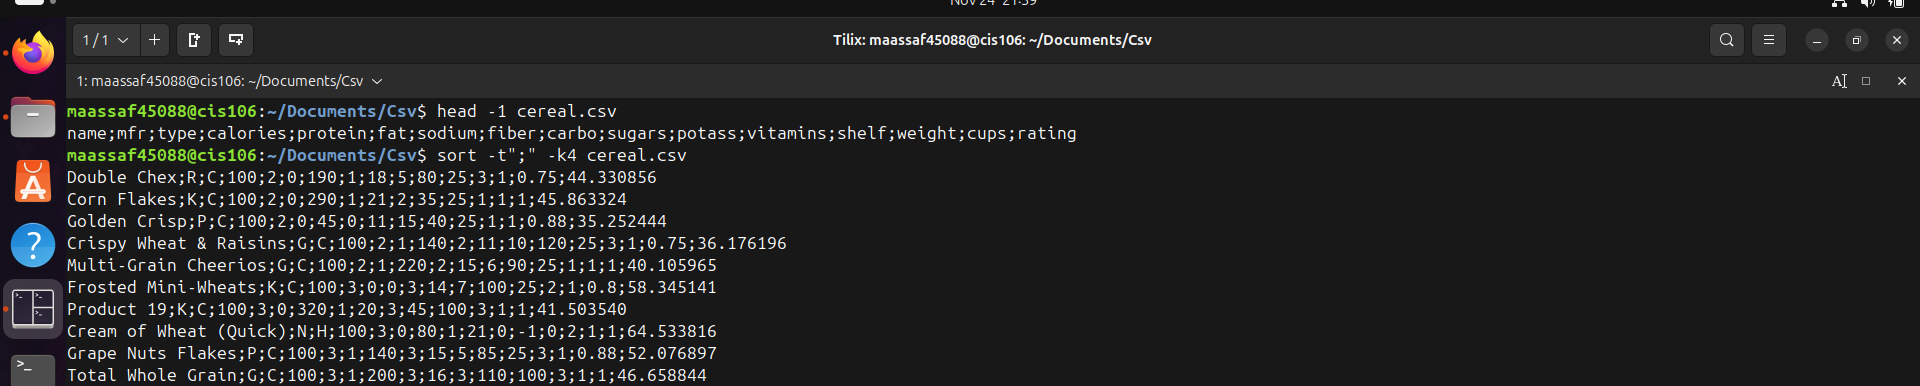 Nov 24 21:39
1 / 1
Tilix: maassaf45088@cis106: ~/Documents/Csv
1: maassaf45088@cis106: ~/Documents/Csv
maassaf45088@cis106:~/Documents/Csv$ head -1 cereal.csv
name;mfr;type;calories;protein;fat;sodium;fiber;carbo;sugars;potass;vitamins;shelf;weight;cups;rating
maassaf45088@cis106:~/Documents/Csv$ sort -t";" -k4 cereal.csv
Double Chex;R;C;100;2;0;190;1;18;5;80;25;3;1;0.75;44.330856
Corn Flakes;K;C;100;2;0;290;1;21;2;35;25;1;1;1;45.863324
Golden Crisp;P;C;100;2;0;45;0;11;15;40;25;1;1;0.88;35.252444
Crispy Wheat & Raisins;G;C;100;2;1;140;2;11;10;120;25;3;1;0.75;36.176196
Multi-Grain Cheerios;G;C;100;2;1;220;2;15;6;90;25;1;1;1;40.105965
Frosted Mini-Wheats;K;C;100;3;0;0;3;14;7;100;25;2;1;0.8;58.345141
Product 19;K;C;100;3;0;320;1;20;3;45;100;3;1;1;41.503540
Cream of Wheat (Quick);N;H;100;3;0;80;1;21;0;-1;0;2;1;1;64.533816
Grape Nuts Flakes;P;C;100;3;1;140;3;15;5;85;25;3;1;0.88;52.076897
Total Whole Grain;G;C;100;3;1;200;3;16;3;110;100;3;1;1;46.658844